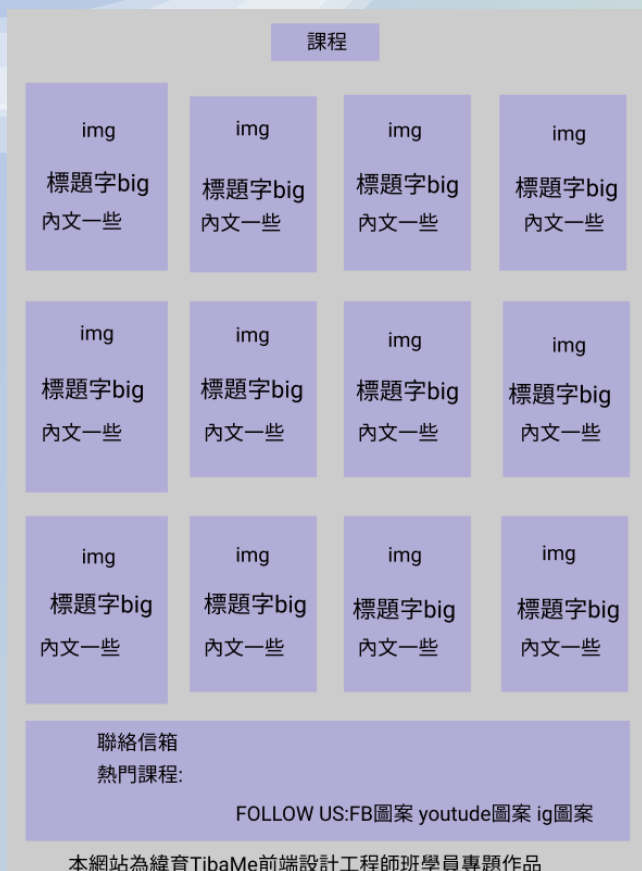 課程
img img img img
標題字big 標題字big 標題字big 標題字big
內文一些 內文一些 內文一些 內文一些
img img img img
標題字big 標題字big 標題字big 標題字big
內文一些 內文一些 內文一些 內文一些
img img img img
標題字big 標題字big 標題字big 標題字big
內文一些 內文一些 內文一些 內文一些
聯絡信箱
熱門課程:
FOLLOW US:FB圖案 youtude圖案 ig圖案
本網站為緯育TibaMe前端設計工程師班學員專題作品